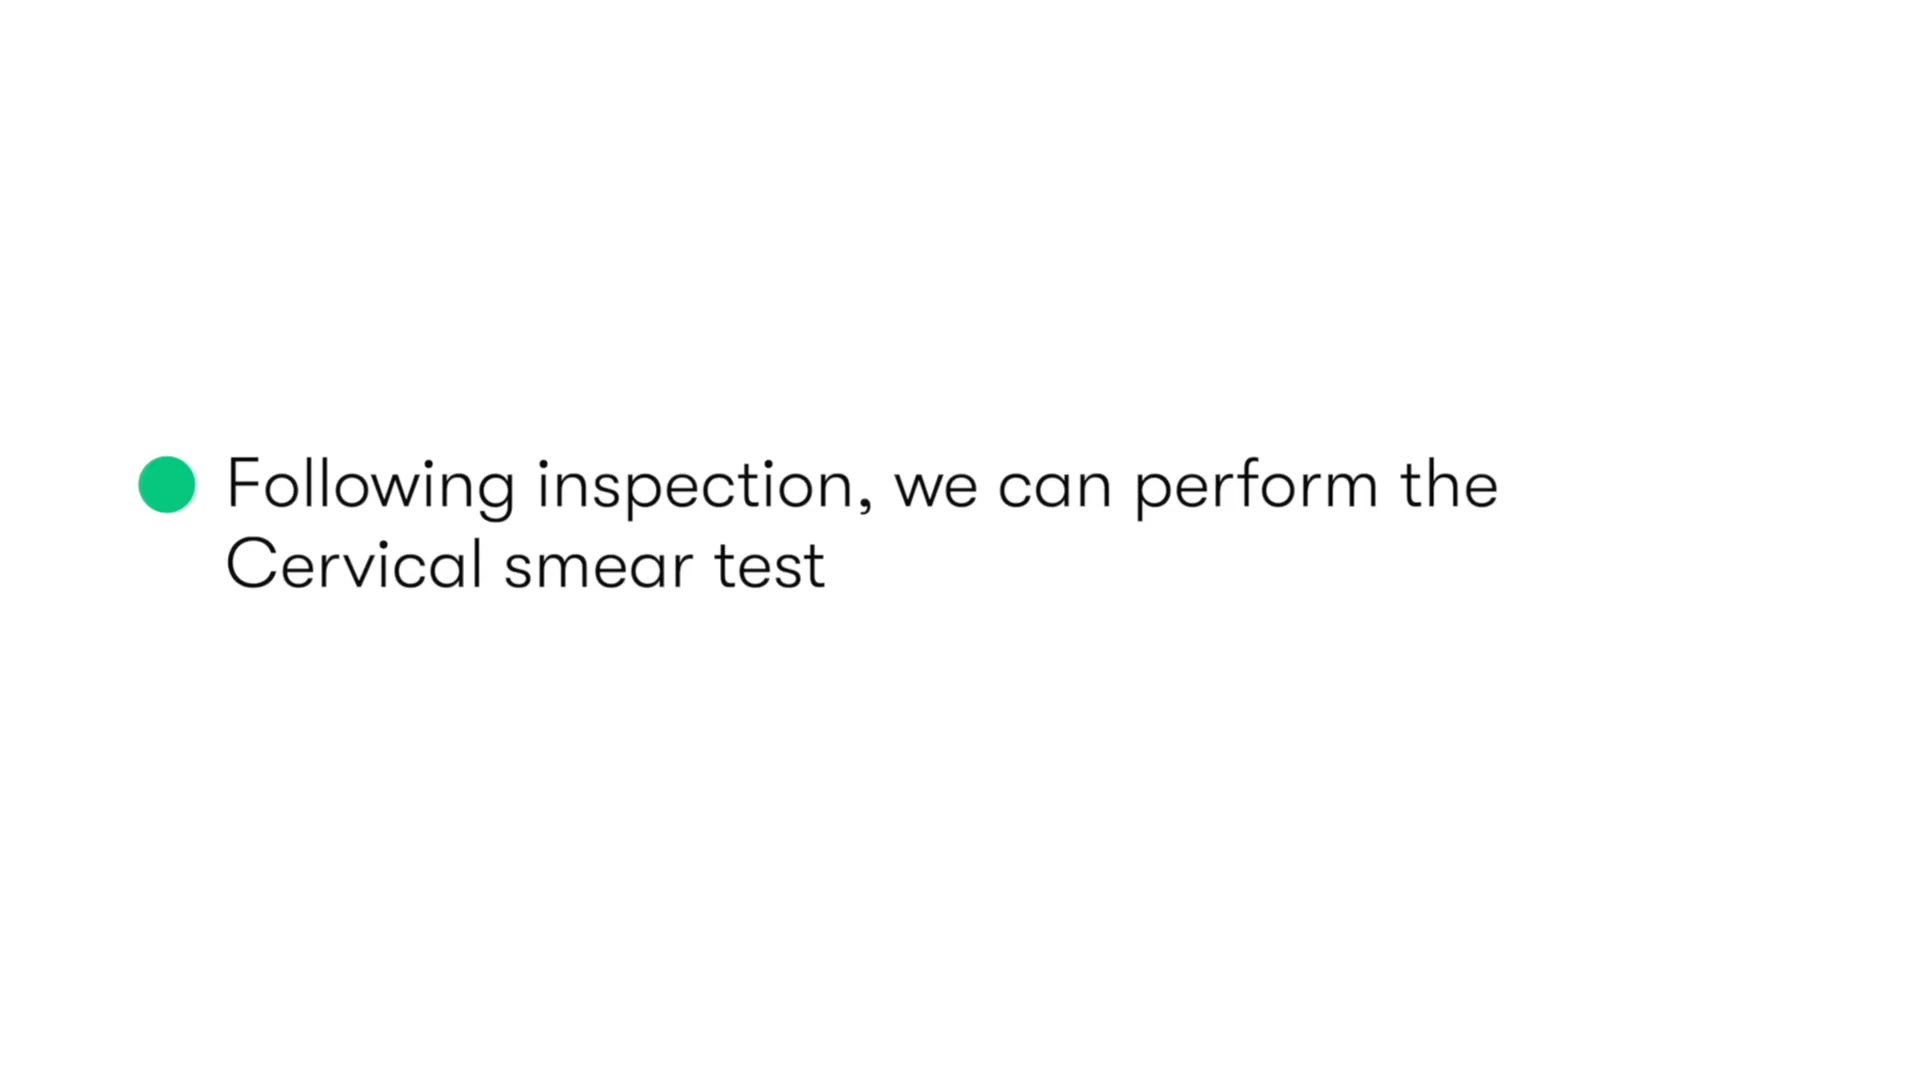 Following inspection, we can perform the
Cervical smear test